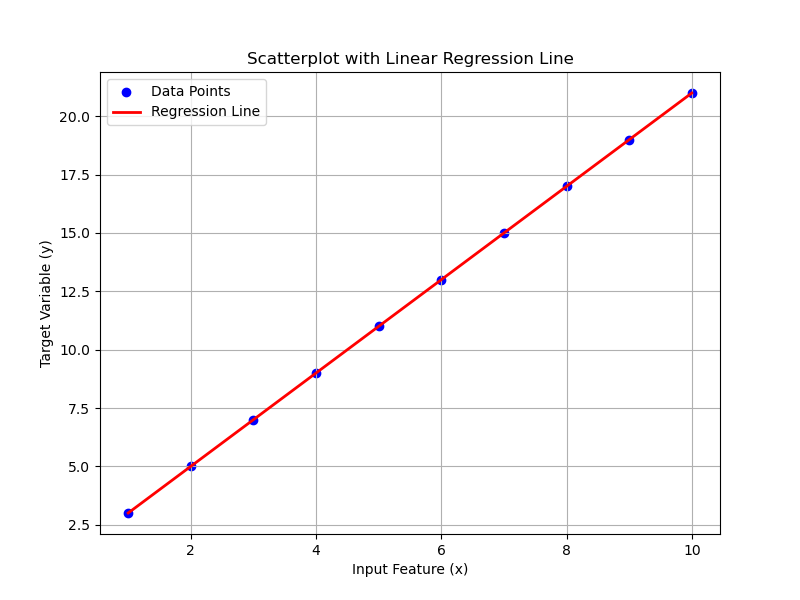 Scatterplot with Linear Regression Line
Data Points
Regression Line
20.0
17.5
15.0
12.5
10.0
7.5
5.0
2.5
Target Variable (y)
2 4 6 8 10
Input Feature (x)